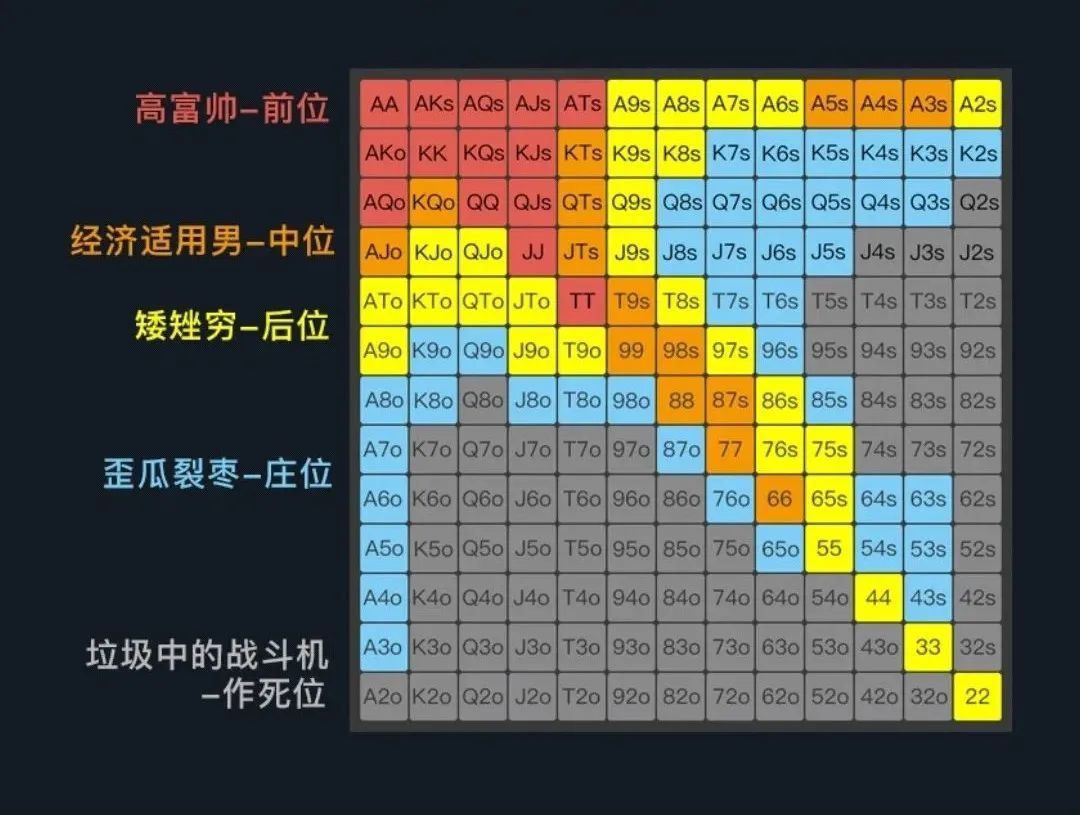 高富帅-前位
经济适用男-中位
矮矬穷-后位
歪瓜裂枣-庄位
垃圾中的战斗机
-作死位
AA AKs AQs AJs ATs A9s A8s A7s A6s A5s A4s A3s A2s
AKo KK KQs KJs KTs K9s K8s K7s K6s K5s K4s K3s K2s
AQo KQo QQ QJs QTs Q9s Q8s Q7s Q6s Q5s Q4s Q3s Q2s
AJo KJo QJo JJ JTs J9s J8s J7s J6s J5s J4s J3s J2s
ATo KTo QTo JTo TT T9s T8s T7s T6s T5s T4s T3s T2s
A9o K9o Q9o J9o T9o 99 98s 97s 96s 95s 94s 93s 92s
A8o K8o Q8o J8o T8o 98o 88 87s 86s 85s 84s 83s 82s
A7o K7o Q7o J7o T7o 97o 87o 77 76s 75s 74s 73s 72s
A6o K6o Q6o J6o T6o 96o 86o 76o 66 65s 64s 63s 62s
A5o K5o Q5o J5o T5o 95o 85o 75o 65o 55 54s 53s 52s
A4o K4o Q4o J4o T4o 94o 84o 74o 64o 54o 44 43s 42s
A3o K3o Q3o J3o T3o 93o 83o 73o 63o 53o 43o 33 32s
A2o K2o Q2o J2o T2o 92o 82o 72o 62o 52o 42o 32o 22